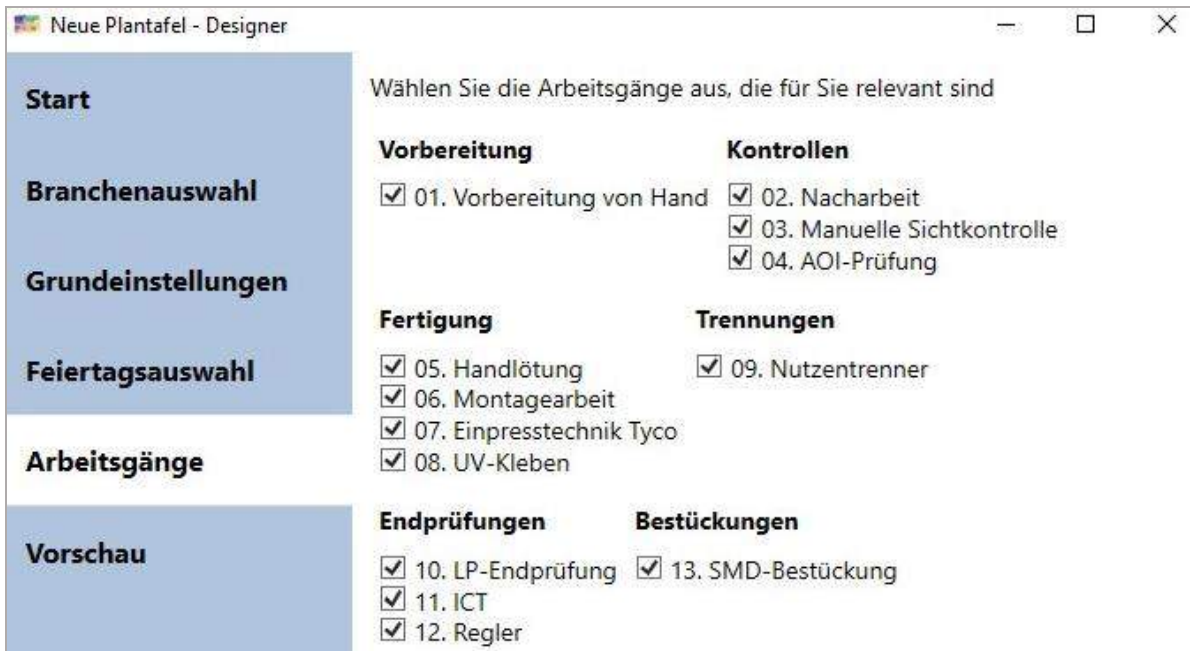 Neue Plantafel - Designer
Start
Branchenauswahl
Grundeinstellungen
Feiertagsauswahl
Arbeitsgänge
Vorschau
Wählen Sie die Arbeitsgänge aus, die für Sie relevant sind
Vorbereitung
01. Vorbereitung von Hand
Kontrollen
02. Nacharbeit
03. Manuelle Sichtkontrolle
04. AOI-Prüfung
Fertigung
05. Handlötung
06. Montagearbeit
07. Einpresstechnik Tyco
08. UV-Kleben
Trennungen
09. Nutzentrenner
Endprüfungen
10. LP-Endprüfung
11. ICT
12. Regler
Bestückungen
13. SMD-Bestückung